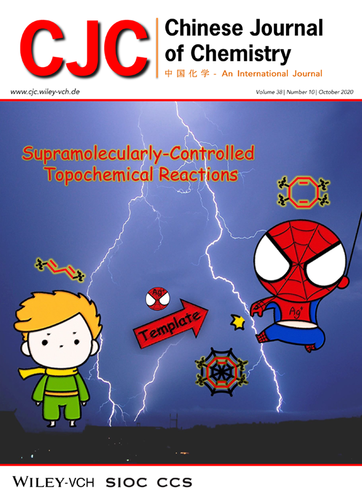 CJC
Chinese Journal
of Chemistry
中国化学 - An International Journal
www.cjc.wiley-vch.de
Volume 38| Number 10| October 2020
Supramolecularly-Controlled
Topochemical Reactions
Ag⁺
Template
Ag⁺
WILEY-VCH SIOC CCS